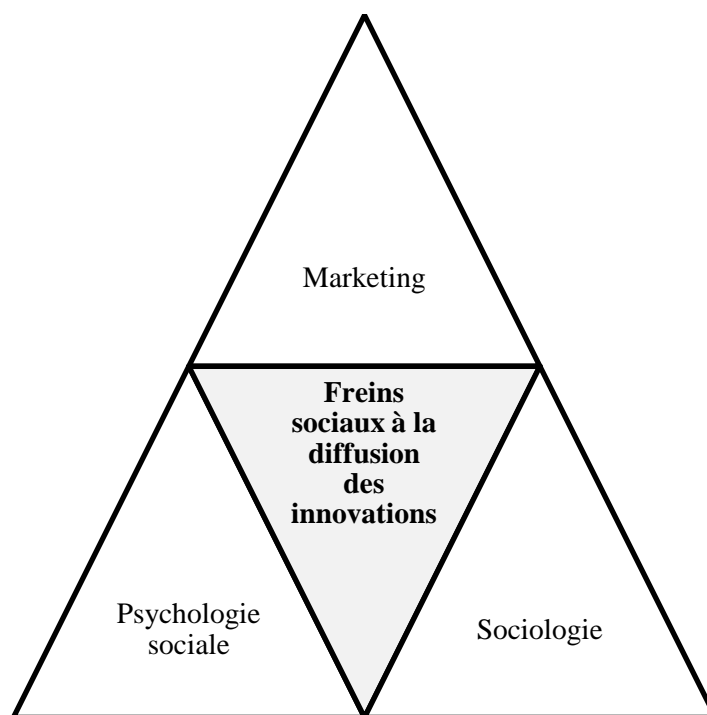 Marketing
Freins
sociaux à la
diffusion
des
innovations
Psychologie
sociale
Sociologie